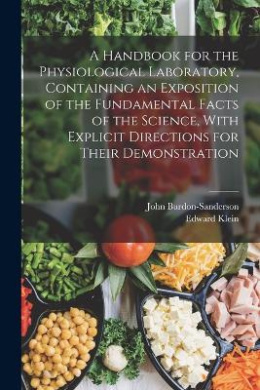 A Handbook for the
Physiological Laboratory,
Containing an Exposition
of the Fundamental Facts
of the Science, With
Explicit Directions for
Their Demonstration
John Burdon-Sanderson
Edward Klein